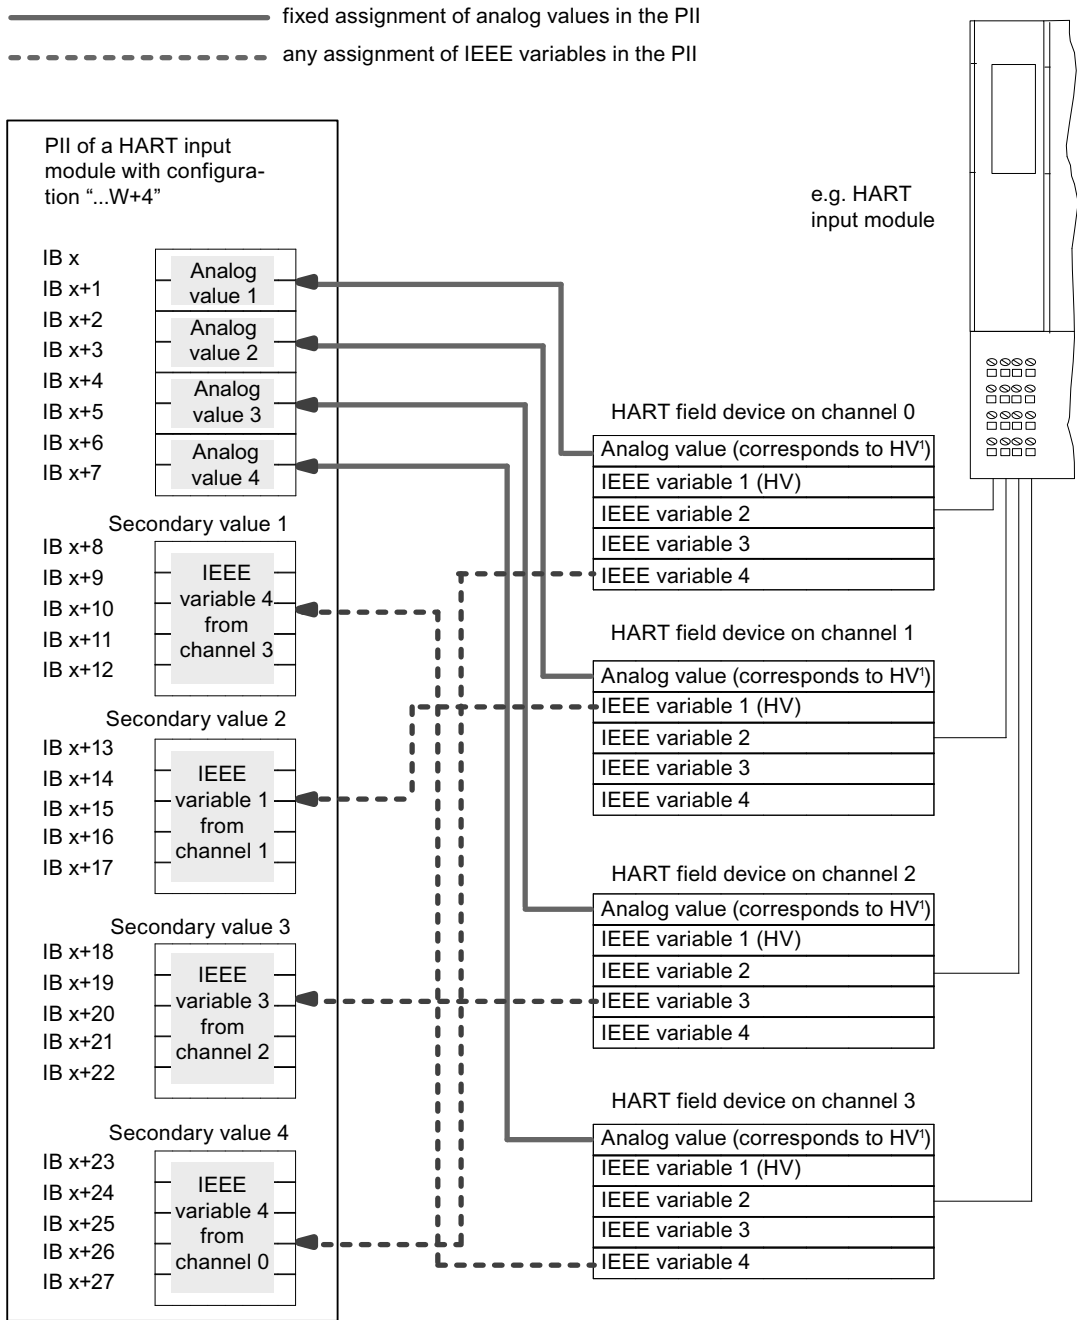 fixed assignment of analog values in the PII
any assignment of IEEE variables in the PII
PII of a HART input
module with configura-
tion “...W+4”
e.g. HART
input module
IB x
IB x+1
IB x+2
IB x+3
IB x+4
IB x+5
IB x+6
IB x+7
Analog
value 1
Analog
value 2
Analog
value 3
Analog
value 4
Secondary value 1
IB x+8
IB x+9
IB x+10
IB x+11
IB x+12
IEEE
variable 4
from
channel 3
Secondary value 2
IB x+13
IB x+14
IB x+15
IB x+16
IB x+17
IEEE
variable 1
from
channel 1
Secondary value 3
IB x+18
IB x+19
IB x+20
IB x+21
IB x+22
IEEE
variable 3
from
channel 2
Secondary value 4
IB x+23
IB x+24
IB x+25
IB x+26
IB x+27
IEEE
variable 4
from
channel 0
HART field device on channel 0
Analog value (corresponds to HV¹)
IEEE variable 1 (HV)
IEEE variable 2
IEEE variable 3
IEEE variable 4
HART field device on channel 1
Analog value (corresponds to HV¹)
IEEE variable 1 (HV)
IEEE variable 2
IEEE variable 3
IEEE variable 4
HART field device on channel 2
Analog value (corresponds to HV¹)
IEEE variable 1 (HV)
IEEE variable 2
IEEE variable 3
IEEE variable 4
HART field device on channel 3
Analog value (corresponds to HV¹)
IEEE variable 1 (HV)
IEEE variable 2
IEEE variable 3
IEEE variable 4